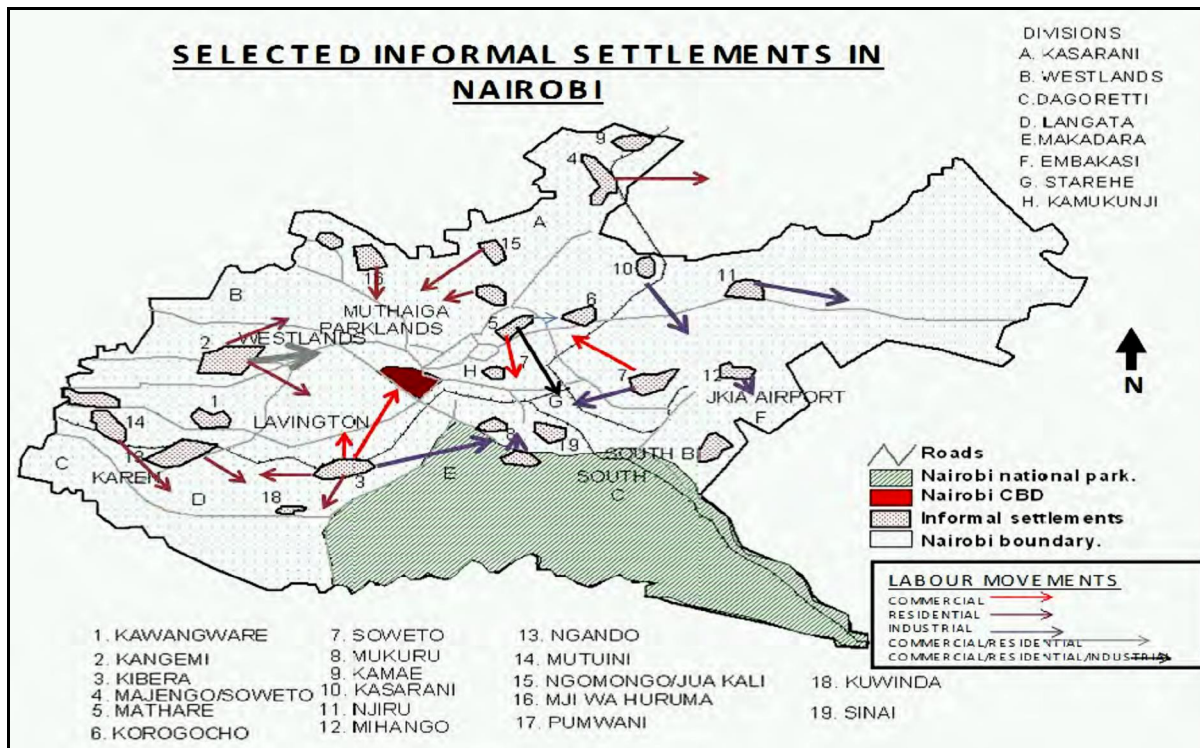 SELECTED INFORMAL SETTLEMENTS IN
NAIROBI
DIVISIONS
A. KASARANI
B. WESTLANDS
C.DAGORETTI
D. LANGATA
E.MAKADARA
F. EMBAKASI
G. STAREHE
H. KAMUKUNJI
9
4
A
15
16
10
11
B
MUTHAIGA
PARKLANDS
WESTLANDS
2
5
6
H
7
7
12
G
JKIA AIRPORT
F
1
LAVINGTON
14
13
8
19
SOUTH B
SOUTH
C
C
KAREN
3
E
D
18
N
Roads
Nairobi national park.
Nairobi CBD
Informal settlements
Nairobi boundary.
LABOUR MOVEMENTS
COMMERCIAL
RESIDENTIAL
INDUSTRIAL
COMMERCIAL/RESIDENTIAL
COMMERCIAL/RESIDENTIAL/INDUSTRIAL
1. KAWANGWARE
2. KANGEMI
3. KIBERA
4. MAJENGO/SOWETO
5. MATHARE
6. KOROGOCHO
7. SOWETO
8. MUKURU
9. KAMAE
10. KASARANI
11. NJIRU
12. MIHANGO
13. NGANDO
14. MUTUINI
15. NGOMONGO/JUA KALI
16. MJI WA HURUMA
17. PUMWANI
18. KUWINDA
19. SINAI